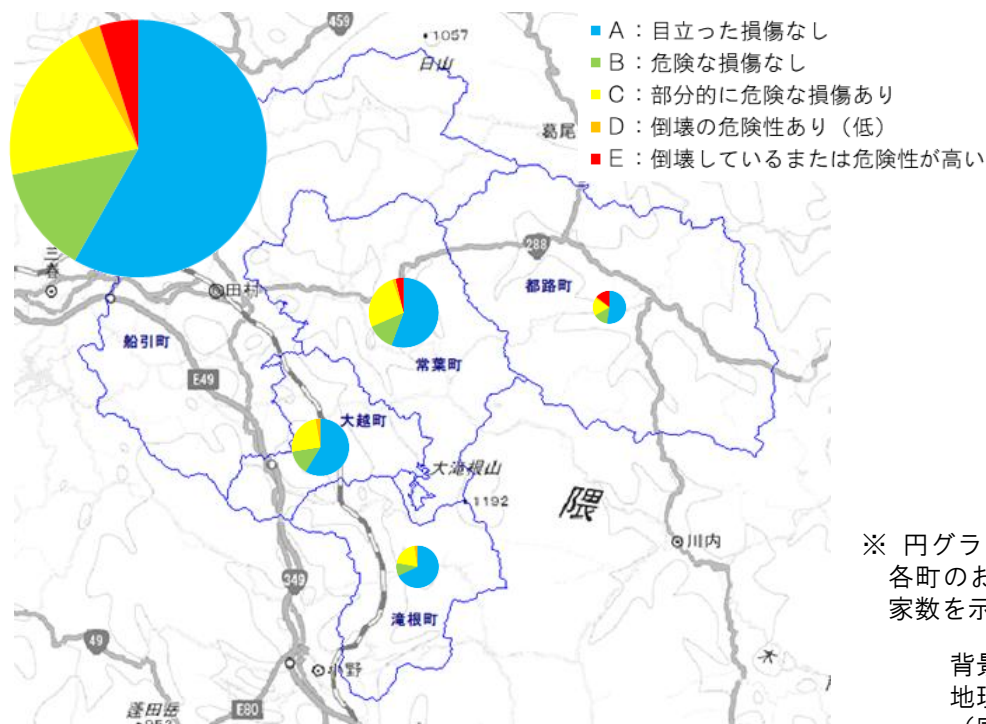 A：目立った損傷なし
B：危険な損傷なし
C：部分的に危険な損傷あり
D：倒壊の危険性あり（低）
E：倒壊しているまたは危険性が高い
459
1057
日山
葛尾
三春
田村
288
都路町
船引町
常葉町
E49
大越町
大滝根山
1192
隈
川内
349
滝根町
49
小野
蓬田岳
E80
※ 円グラ
各町のお
家数を示
背景